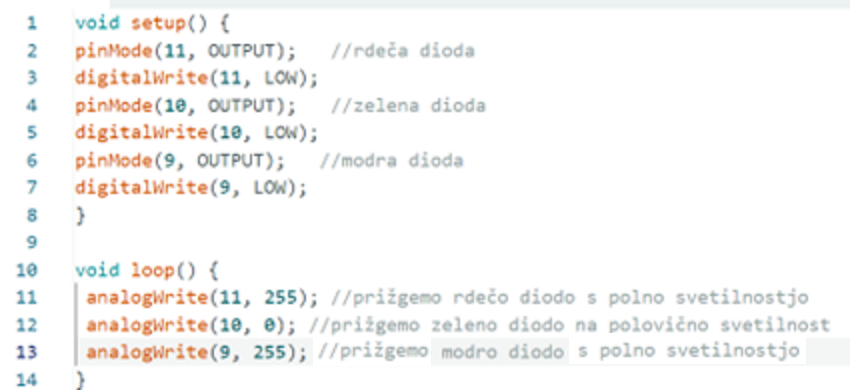 1 void setup() {
2 pinMode(11, OUTPUT); //rdeča dioda
3 digitalWrite(11, LOW);
4 pinMode(10, OUTPUT); //zelena dioda
5 digitalWrite(10, LOW);
6 pinMode(9, OUTPUT); //modra dioda
7 digitalWrite(9, LOW);
8 }
9
10 void loop() {
11 analogWrite(11, 255); //prižgemo rdečo diodo s polno svetilnostjo
12 analogWrite(10, 0); //prižgemo zeleno diodo na polovično svetilnost
13 analogWrite(9, 255); //prižgemo modro diodo s polno svetilnostjo
14 }